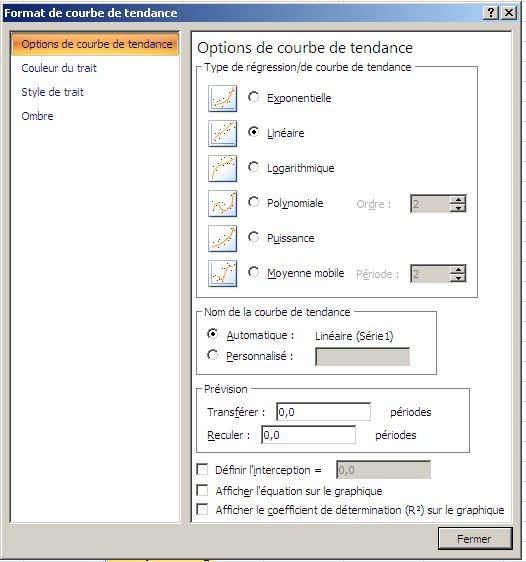 Format de courbe de tendance
Options de courbe de tendance
Couleur du trait
Style de trait
Ombre
Options de courbe de tendance
Type de régression/de courbe de tendance
Exponentielle
Linéaire
Logarithmique
Polynomiale Ordre : 2
Puissance
Moyenne mobile Période : 2
Nom de la courbe de tendance
Automatique : Linéaire (Série1)
Personnalisé :
Prévision
Transférer : 0,0 périodes
Reculer : 0,0 périodes
Définir l'interception = 0,0
Afficher l'équation sur le graphique
Afficher le coefficient de détermination (R²) sur le graphique
Fermer